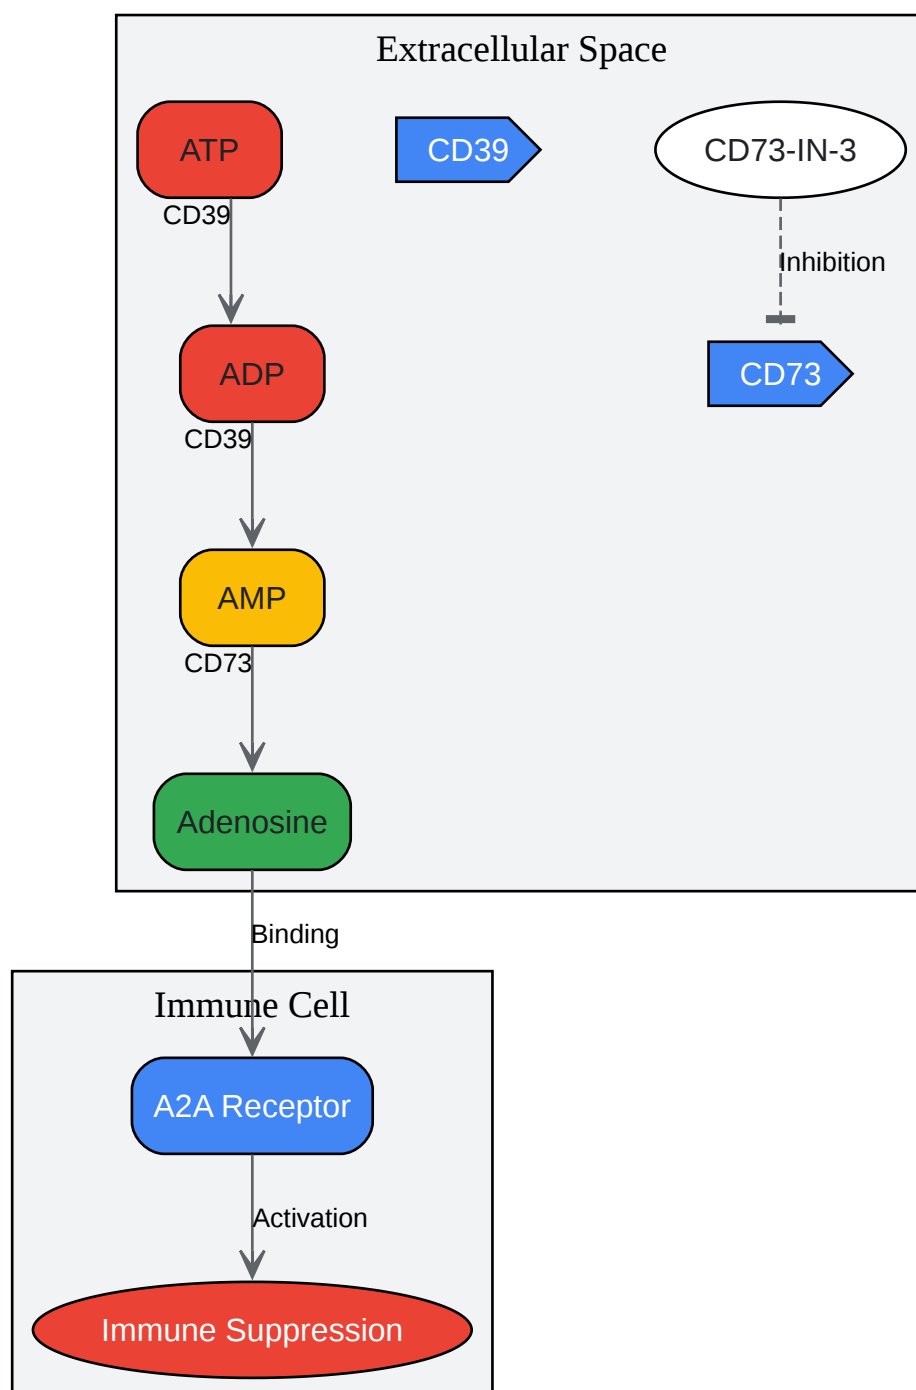 Extracellular Space
ATP
CD39
CD73-IN-3
CD39
Inhibition
ADP
CD73
CD39
AMP
CD73
Adenosine
Binding
Immune Cell
A2A Receptor
Activation
Immune Suppression